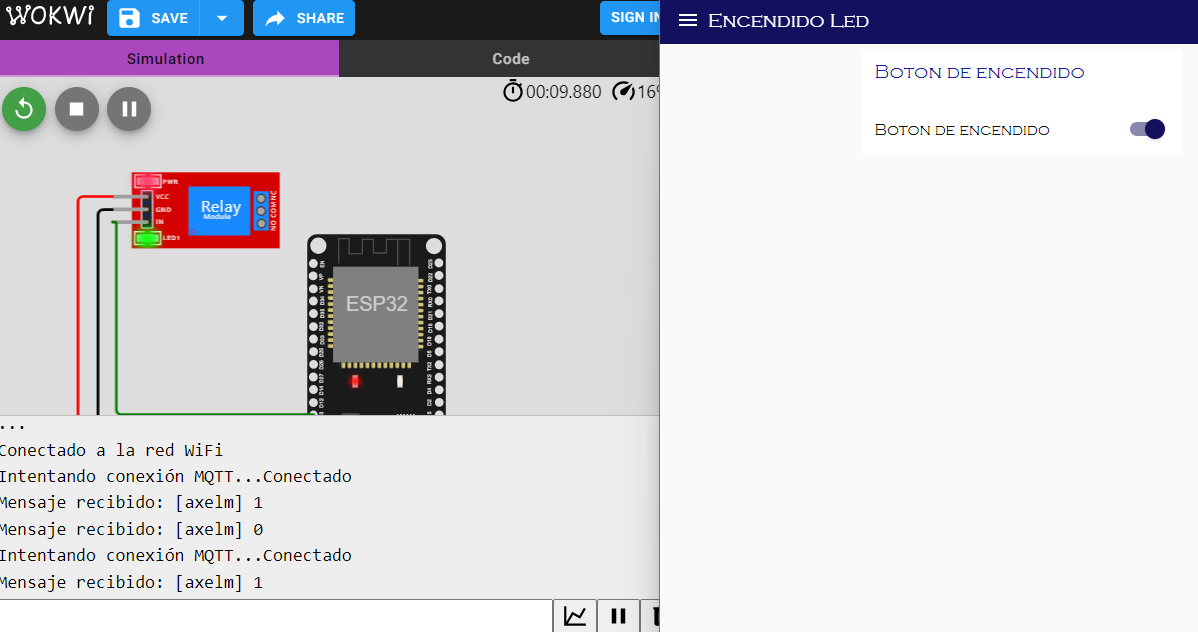 WOKWI
SAVE
SHARE
SIGN IN
Simulation
Code
00:09.880
16%
PWR
VCC
GND
IN
LED1
Relay
Module
NO COM NC
ESP32
...
Conectado a la red WiFi
Intentando conexión MQTT...Conectado
Mensaje recibido: [axelm] 1
Mensaje recibido: [axelm] 0
Intentando conexión MQTT...Conectado
Mensaje recibido: [axelm] 1
Encendido Led
Boton de encendido
Boton de encendido